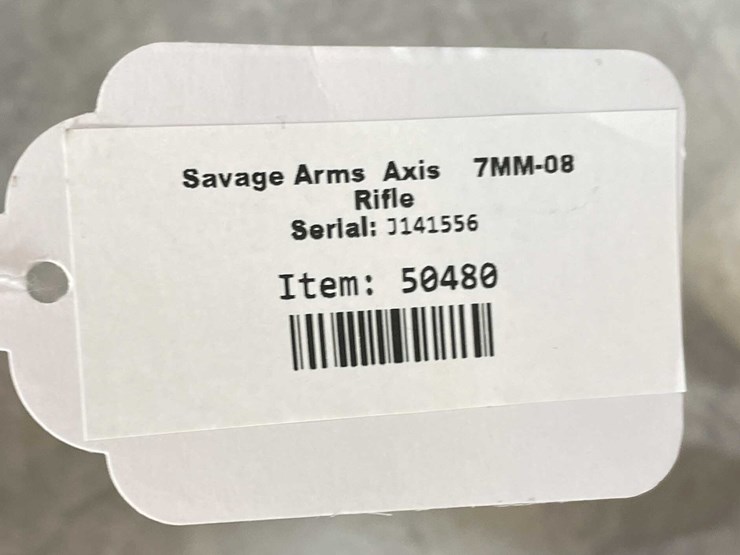 Savage Arms Axis 7MM-08
Rifle
Serial: J141556
Item: 50480